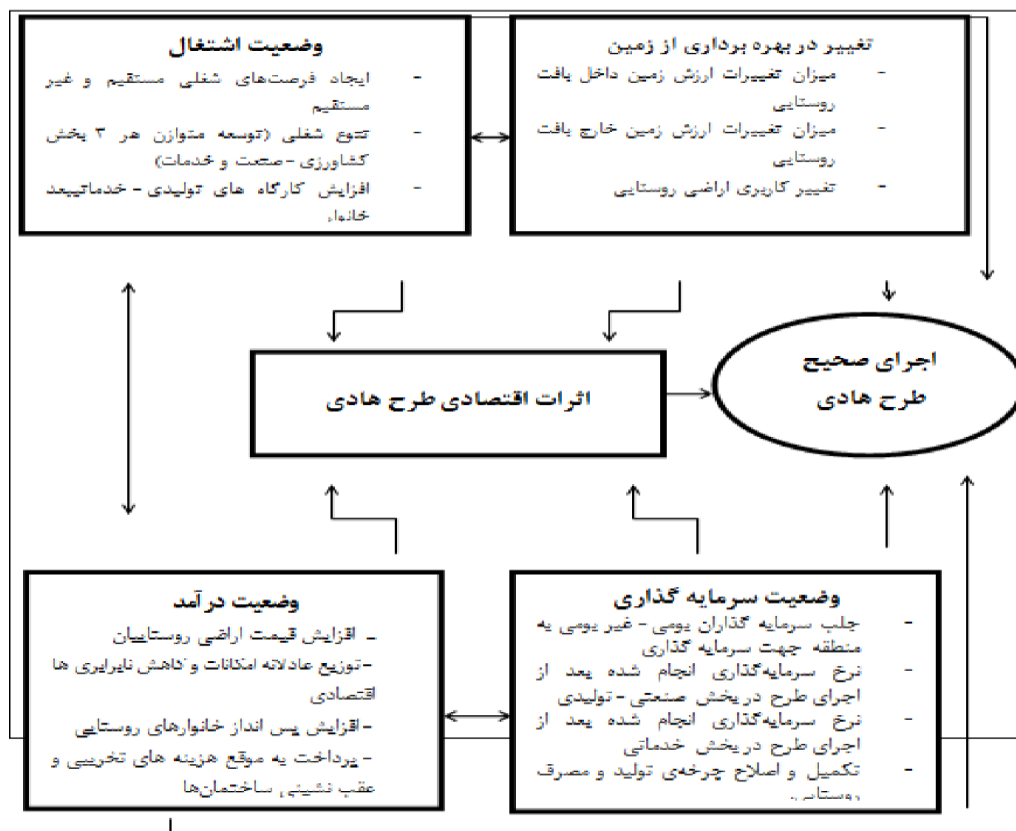 تغییر در بهره برداری از زمین
- میزان تغییرات ارزش زمین داخل بافت
روستایی
- میزان تغییرات ارزش زمین خارج بافت
روستایی
- تغییر کاربری اراضی روستایی
وضعیت اشتغال
- ایجاد فرصت‌های شغلی مستقیم و غیر
مستقیم
- تنوع شغلی (توسعه متوازن هر ۳ بخش
کشاورزی - صنعت و خدمات)
- افزایش کارگاه های تولیدی - خدماتیبعد
خانوار
اجرای صحیح
طرح هادی
اثرات اقتصادی طرح هادی
وضعیت سرمایه گذاری
- جلب سرمایه گذاران بومی - غیر بومی به
منطقه جهت سرمایه گذاری
- نرخ سرمایه‌گذاری انجام شده بعد از
اجرای طرح در بخش صنعتی - تولیدی
- نرخ سرمایه‌گذاری انجام شده بعد از
اجرای طرح در بخش خدماتی
- تکمیل و اصلاح چرخه‌ی تولید و مصرف
روستایی.
وضعیت درآمد
- افزایش قیمت اراضی روستاییان
- توزیع عادلانه امکانات و کاهش نابرابری ها
اقتصادی
- افزایش پس انداز خانوارهای روستایی
- پرداخت به موقع هزینه های تخریبی و
عقب نشینی ساختمان‌ها